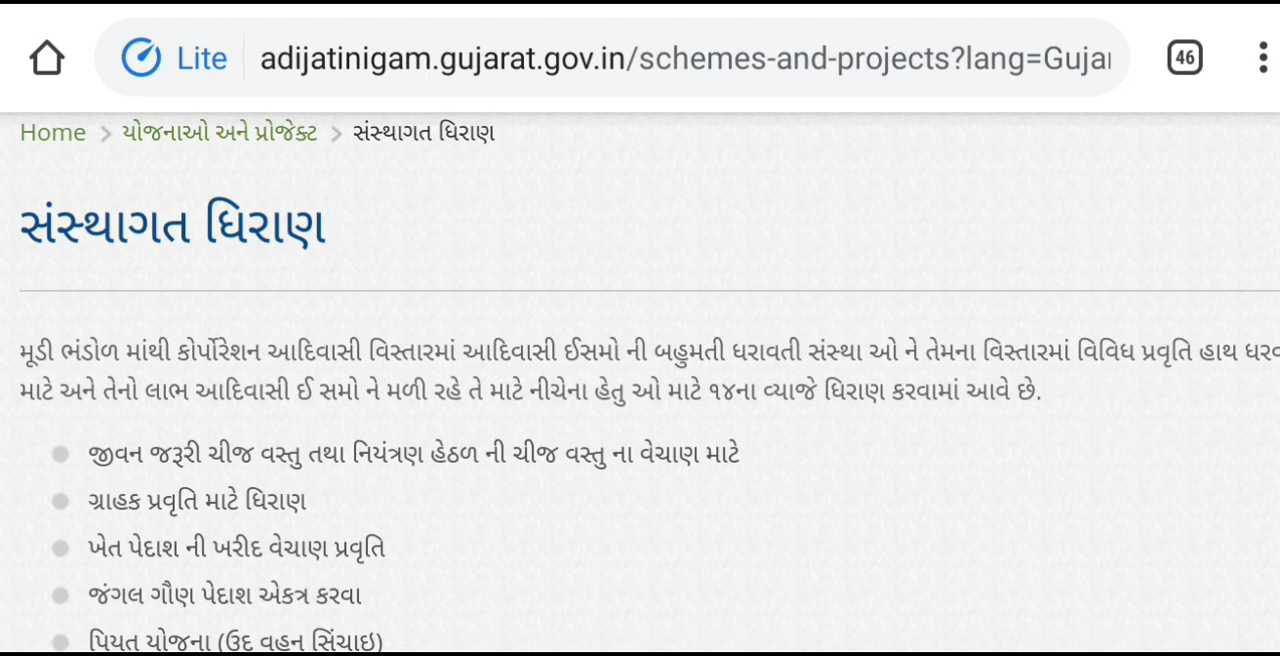 Lite adijatinigam.gujarat.gov.in/schemes-and-projects?lang=Gujar 46
Home > યોજનાઓ અને પ્રોજેક્ટ > સંસ્થાગત ધિરાણ
સંસ્થાગત ધિરાણ
મૂડી ભંડોળ માંથી કોર્પોરેશન આદિવાસી વિસ્તારમાં આદિવાસી ઈસમો ની બહુમતી ધરાવતી સંસ્થા ઓ ને તેમના વિસ્તારમાં વિવિધ પ્રવૃતિ હાથ ધરવ
માટે અને તેનો લાભ આદિવાસી ઈ સમો ને મળી રહે તે માટે નીચેના હેતુ ઓ માટે ૧૪ના વ્યાજે ધિરાણ કરવામાં આવે છે.
જીવન જરૂરી ચીજ વસ્તુ તથા નિયંત્રણ હેઠળ ની ચીજ વસ્તુ ના વેચાણ માટે
ગ્રાહક પ્રવૃતિ માટે ધિરાણ
ખેત પેદાશ ની ખરીદ વેચાણ પ્રવૃતિ
જંગલ ગૌણ પેદાશ એકત્ર કરવા
પિયત યોજના (ઉદ વહન સિંચાઇ)